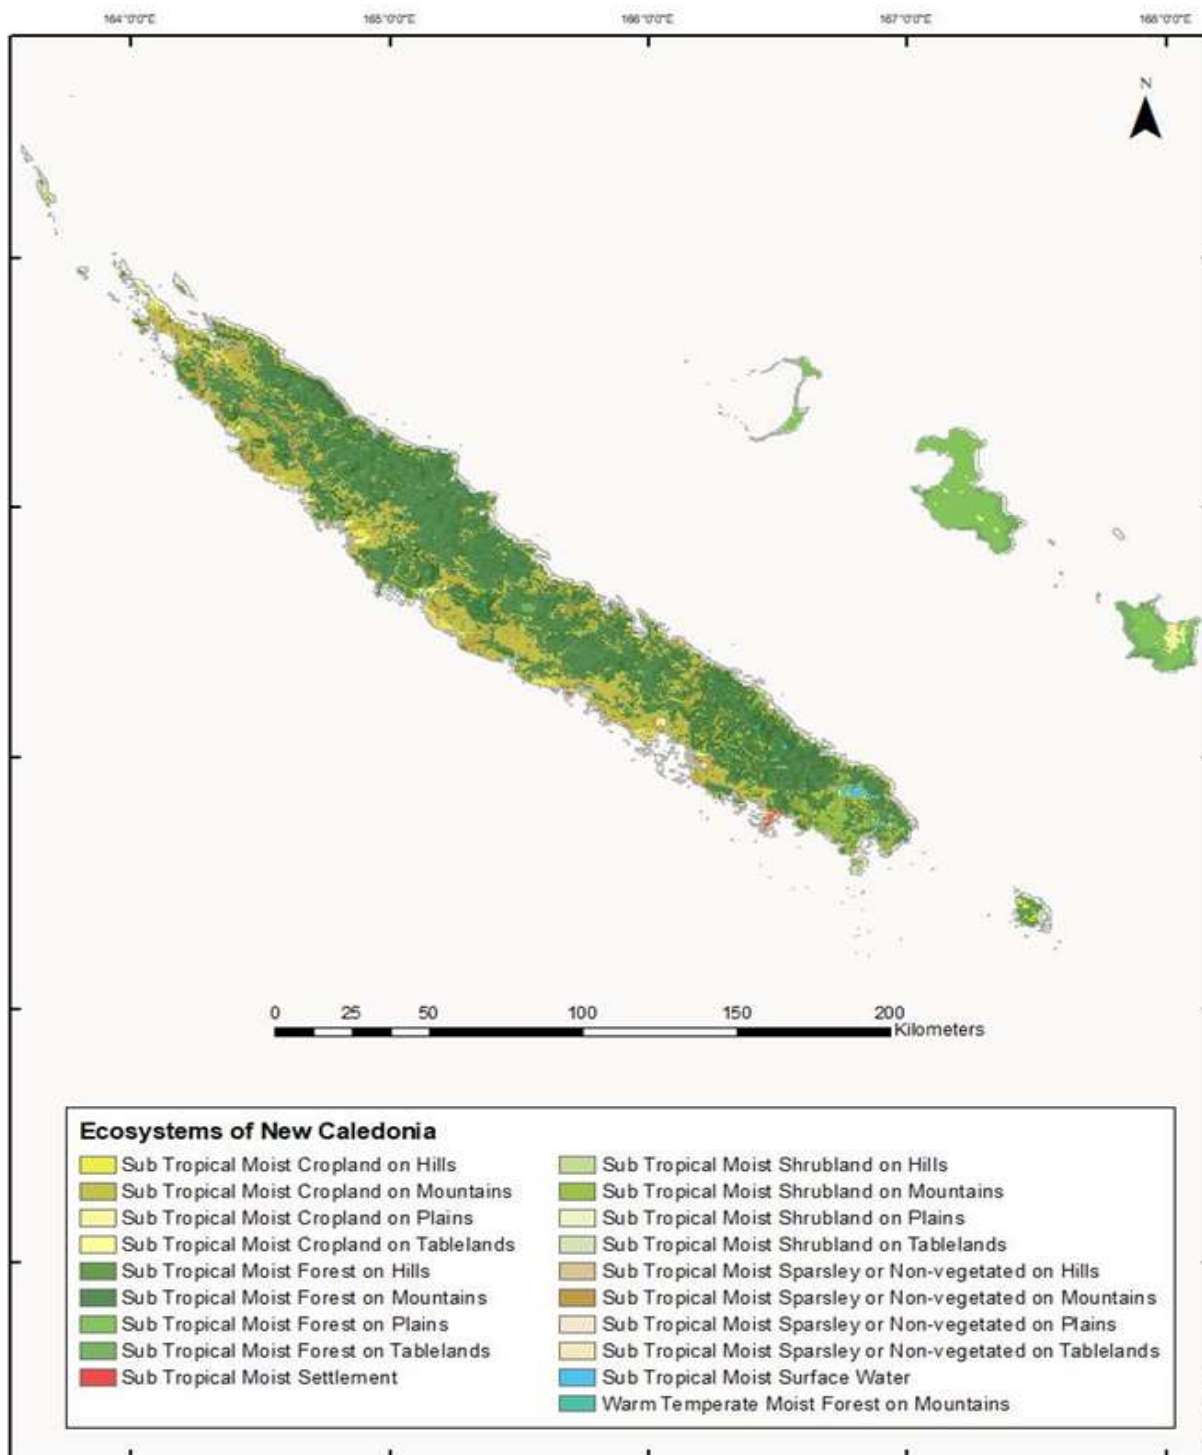 164°0'0"E 165°0'0"E 166°0'0"E 167°0'0"E 168°0'0"E
N
0 25 50 100 150 200
Kilometers
Ecosystems of New Caledonia
Sub Tropical Moist Cropland on Hills
Sub Tropical Moist Cropland on Mountains
Sub Tropical Moist Cropland on Plains
Sub Tropical Moist Cropland on Tablelands
Sub Tropical Moist Forest on Hills
Sub Tropical Moist Forest on Mountains
Sub Tropical Moist Forest on Plains
Sub Tropical Moist Forest on Tablelands
Sub Tropical Moist Settlement
Sub Tropical Moist Shrubland on Hills
Sub Tropical Moist Shrubland on Mountains
Sub Tropical Moist Shrubland on Plains
Sub Tropical Moist Shrubland on Tablelands
Sub Tropical Moist Sparsley or Non-vegetated on Hills
Sub Tropical Moist Sparsley or Non-vegetated on Mountains
Sub Tropical Moist Sparsley or Non-vegetated on Plains
Sub Tropical Moist Sparsley or Non-vegetated on Tablelands
Sub Tropical Moist Surface Water
Warm Temperate Moist Forest on Mountains